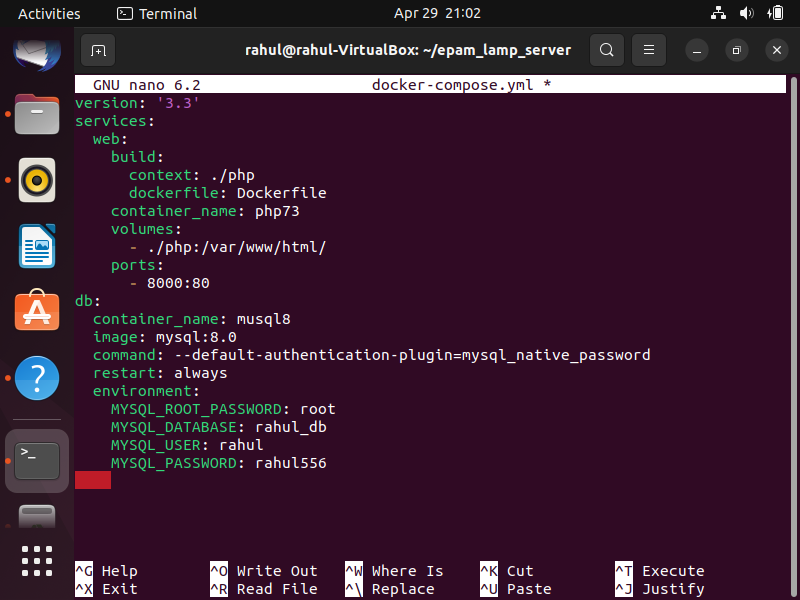 Activities Terminal Apr 29 21:02
rahul@rahul-VirtualBox: ~/epam_lamp_server
GNU nano 6.2 docker-compose.yml *
version: '3.3'
services:
  web:
    build:
      context: ./php
      dockerfile: Dockerfile
    container_name: php73
    volumes:
      - ./php:/var/www/html/
    ports:
      - 8000:80
db:
  container_name: musql8
  image: mysql:8.0
  command: --default-authentication-plugin=mysql_native_password
  restart: always
  environment:
    MYSQL_ROOT_PASSWORD: root
    MYSQL_DATABASE: rahul_db
    MYSQL_USER: rahul
    MYSQL_PASSWORD: rahul556
^G Help ^O Write Out ^W Where Is ^K Cut ^T Execute
^X Exit ^R Read File ^\ Replace ^U Paste ^J Justify